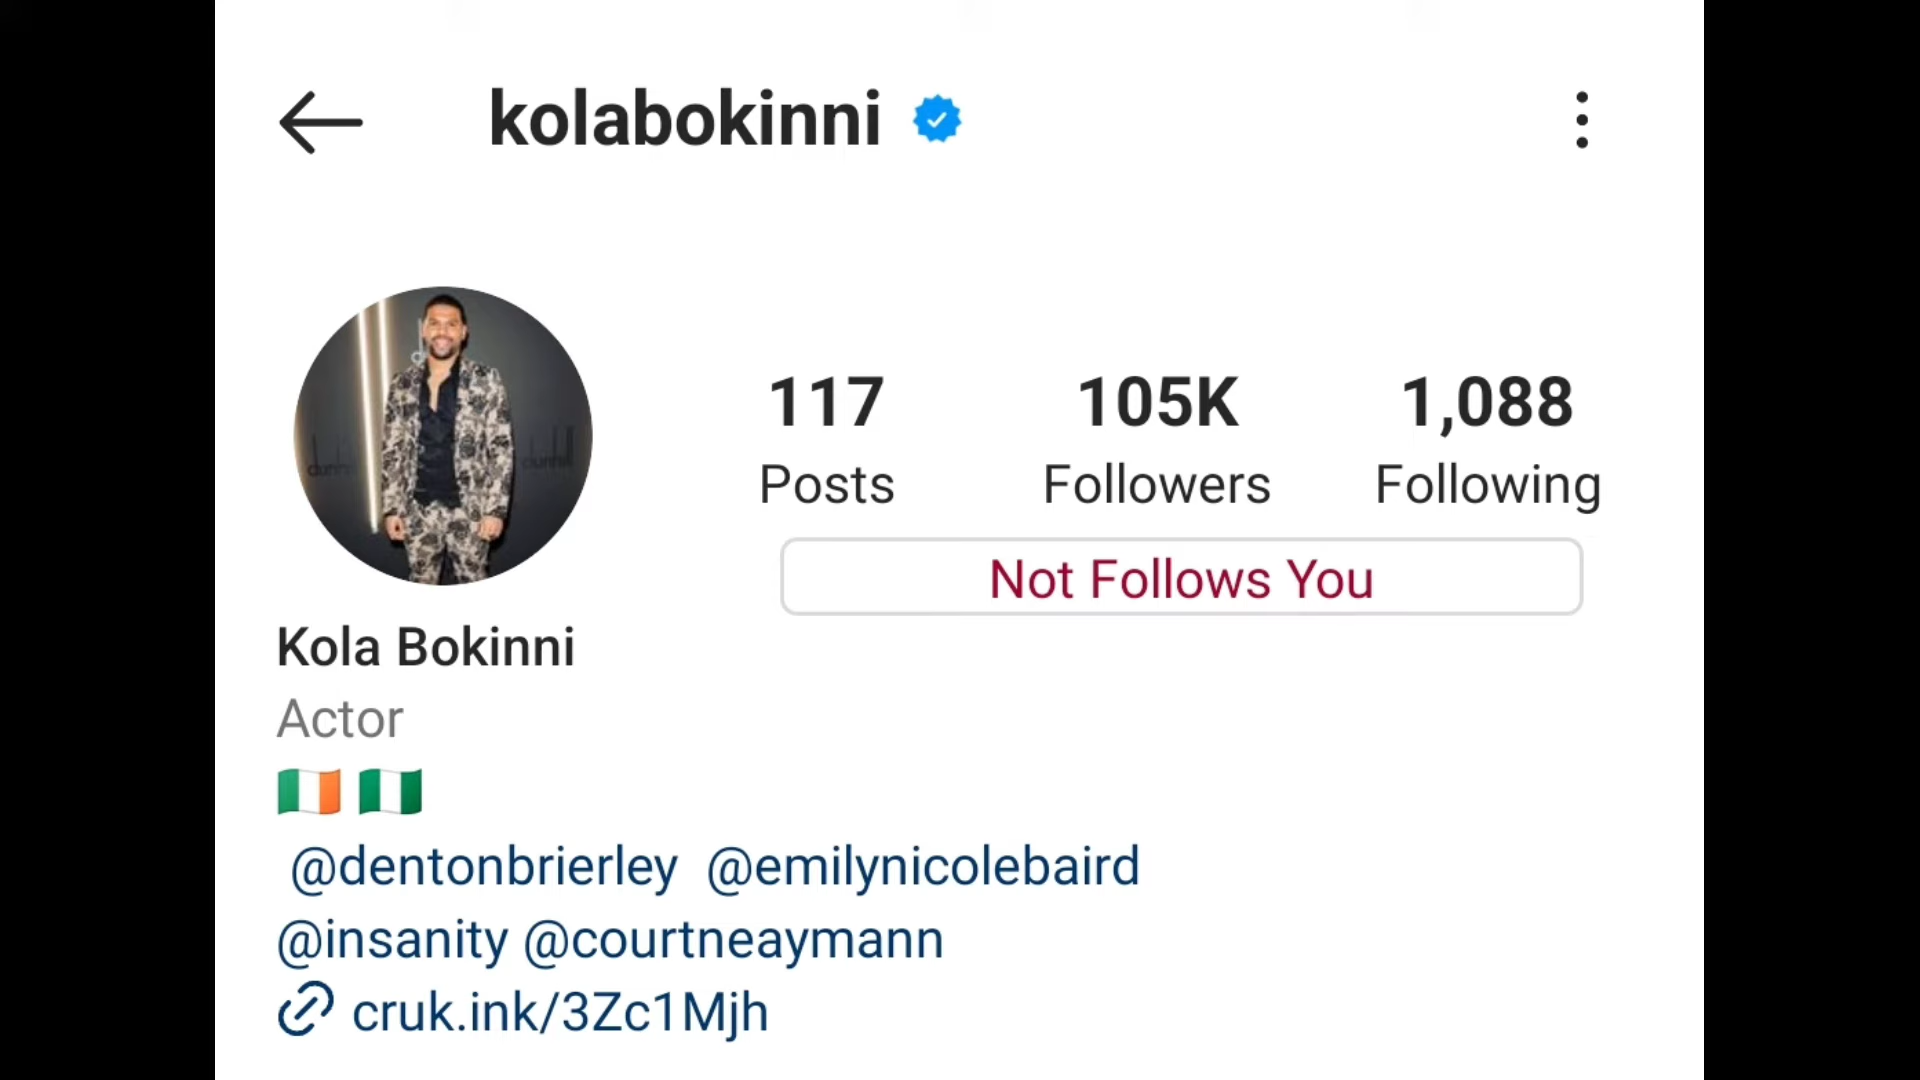 kolabokinni
117 105K 1,088
Posts Followers Following
Not Follows You
Kola Bokinni
Actor
@dentonbrierley @emilynicolebaird
@insanity @courtneaymann
cruk.ink/3Zc1Mjh
dunhill